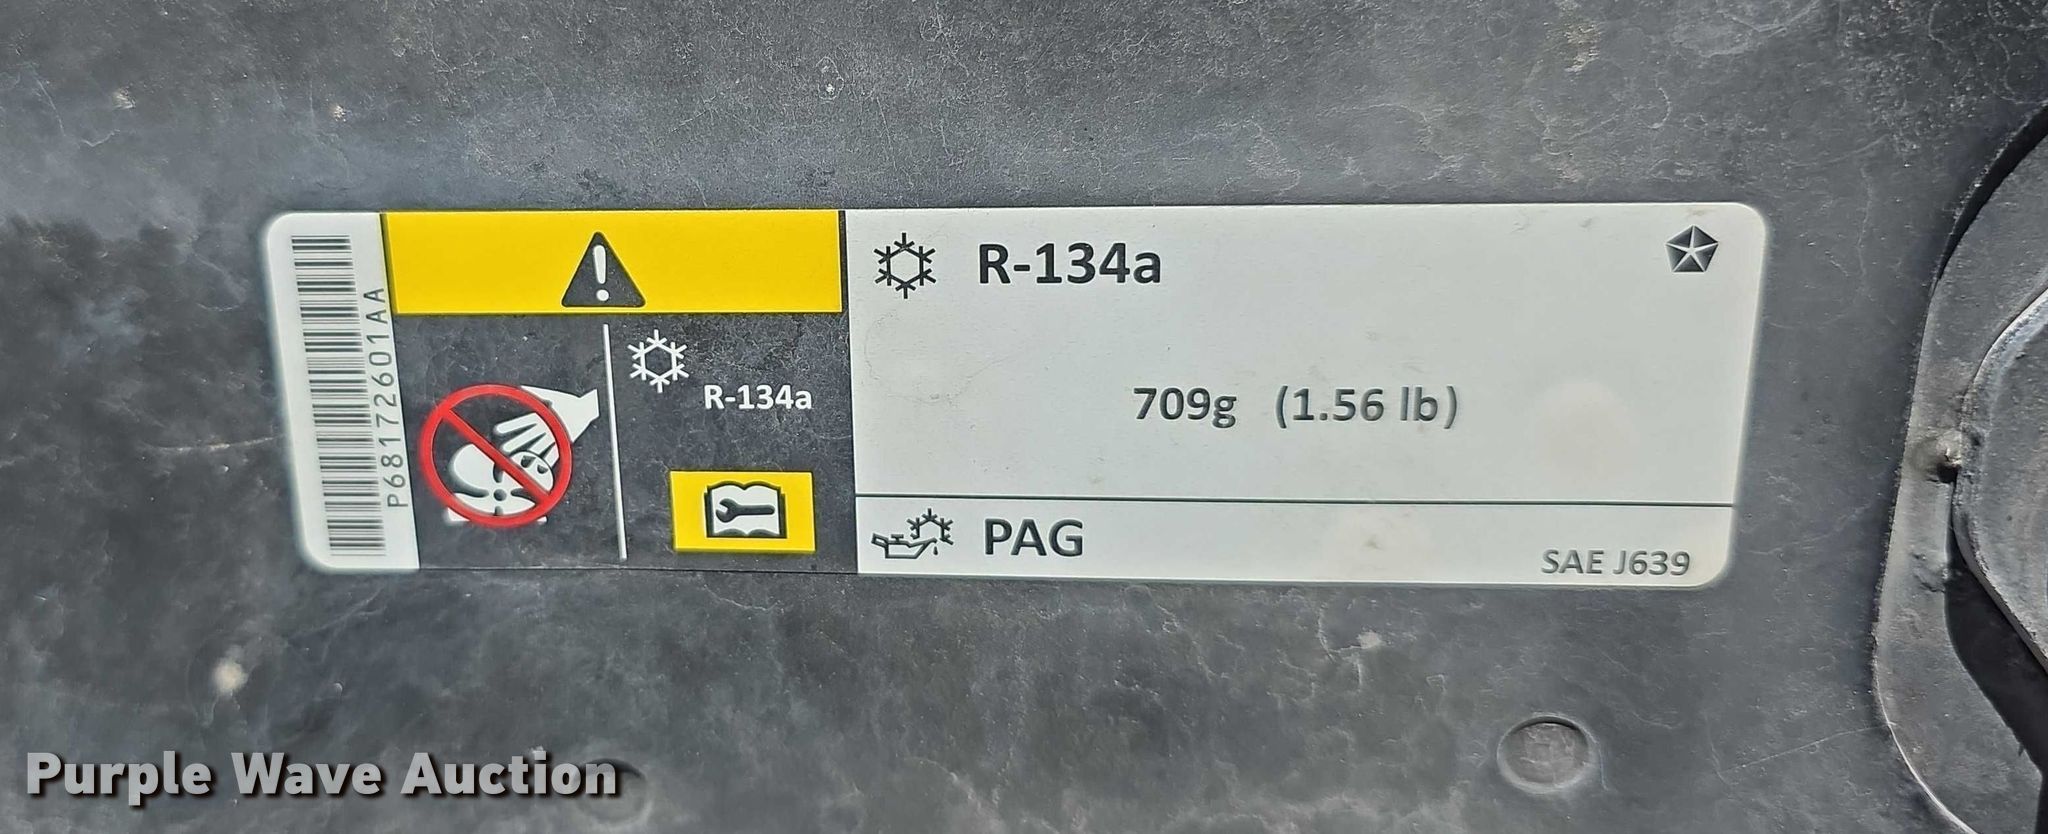 P68172601AA
R-134a
R-134a
709g (1.56 lb)
PAG
SAE J639
Purple Wave Auction